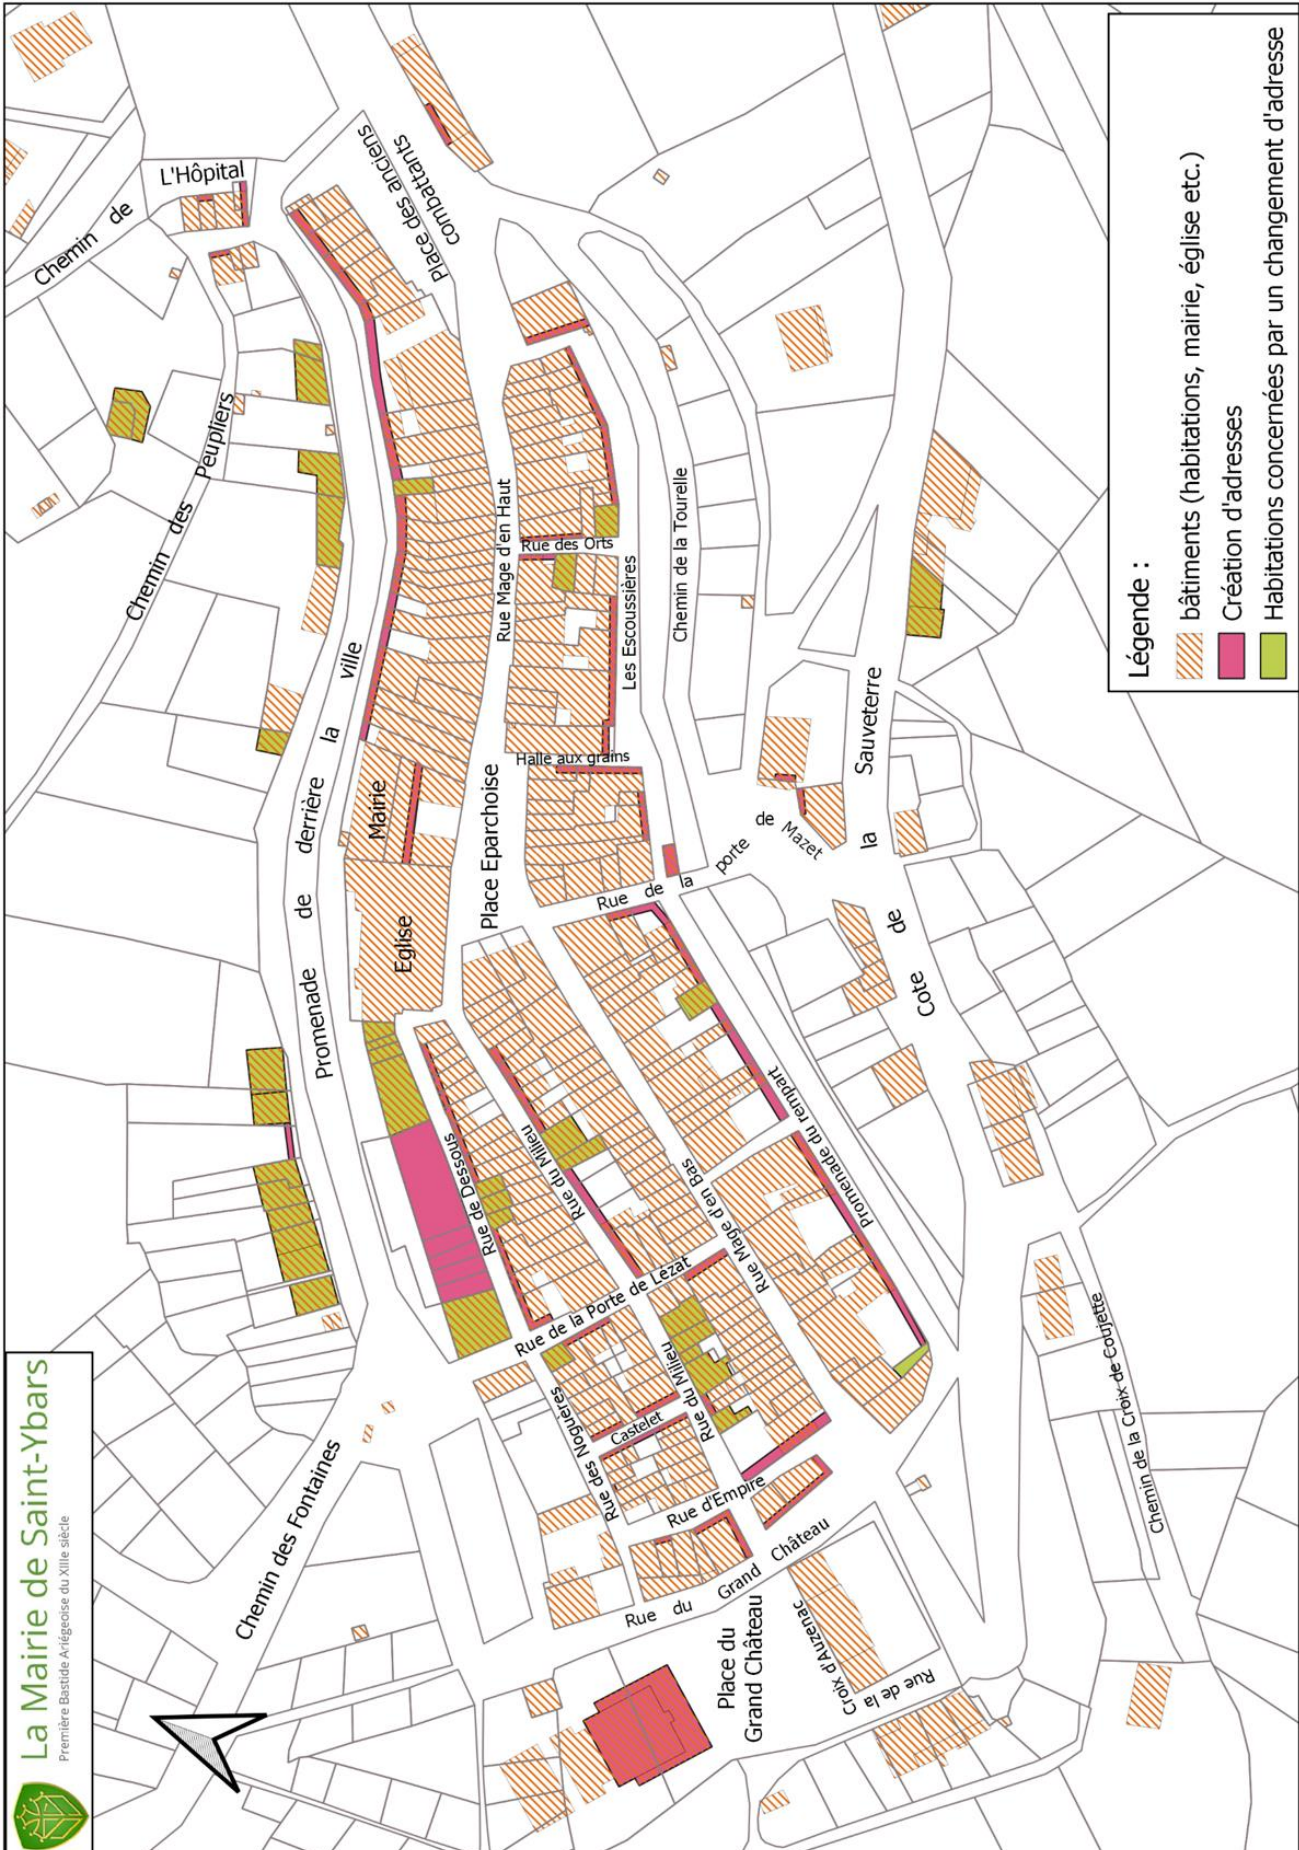 La Mairie de Saint-Ybars
Première Bastide Ariégeoise du XIIIe siècle
Chemin de
L'Hôpital
Place des anciens
combattants
Chemin des Peupliers
Promenade de derrière la ville
Rue Mage d'en Haut
Rue des Orts
Les Escoussières
Chemin de la Tourelle
Halle aux grains
Mairie
Eglise
Place Eparchoise
Rue de la porte
de Mazet
Cote de la Sauveterre
Promenade du rempart
Rue de Dessous
Rue du Milieu
Rue Mage d'en Bas
Rue de la Porte de Lézat
Rue du Milieu
Rue des Noguères
Castelet
Rue d'Empire
Rue du Grand Château
Place du
Grand Château
Croix d'Auzenac
Rue de la
Chemin des Fontaines
Chemin de la Croix de Coujette
Légende :
bâtiments (habitations, mairie, église etc.)
Création d'adresses
Habitations concernées par un changement d'adresse